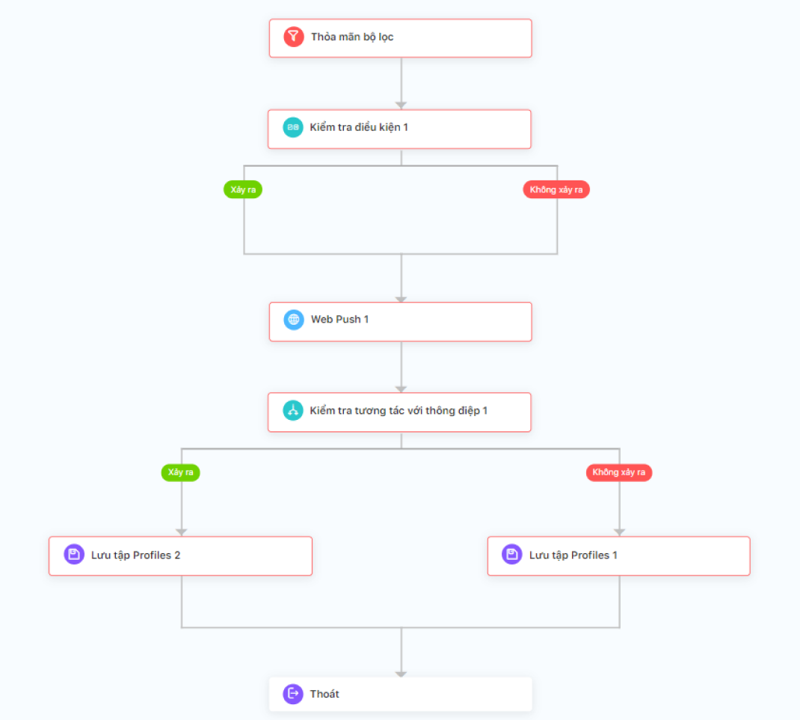 Thỏa mãn bộ lọc
Kiểm tra điều kiện 1
Xảy ra
Không xảy ra
Web Push 1
Kiểm tra tương tác với thông điệp 1
Xảy ra
Không xảy ra
Lưu tập Profiles 2
Lưu tập Profiles 1
Thoát